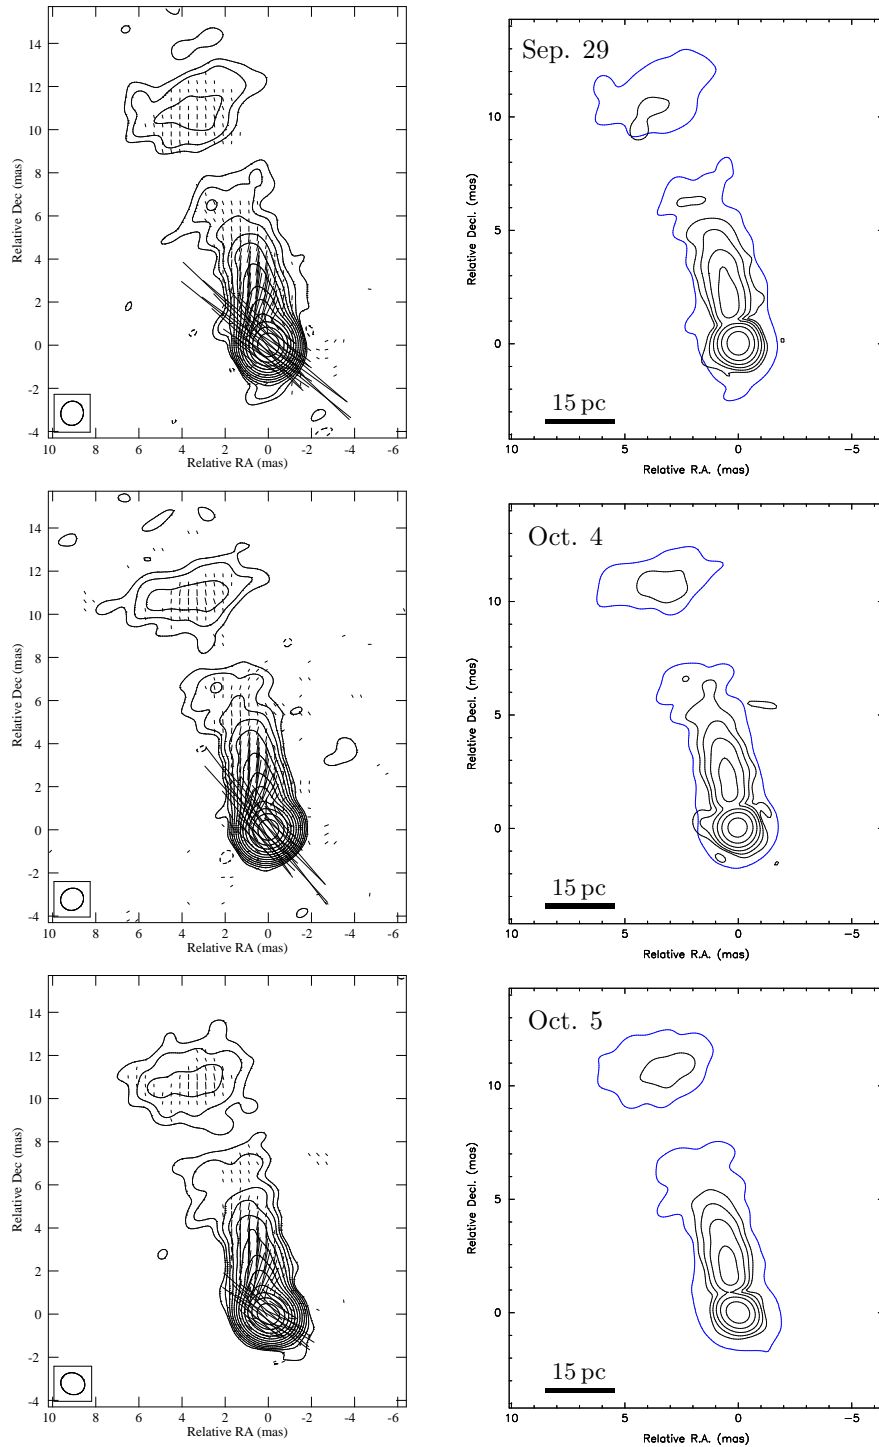 14
12
10
8
6
4
2
0
-2
-4
Relative Dec (mas)
10 8 6 4 2 0 -2 -4 -6
Relative RA (mas)
Sep. 29
10
5
0
Relative Decl. (mas)
15 pc
10 5 0 −5
Relative R.A. (mas)
14
12
10
8
6
4
2
0
-2
-4
Relative Dec (mas)
10 8 6 4 2 0 -2 -4 -6
Relative RA (mas)
Oct. 4
10
5
0
Relative Decl. (mas)
15 pc
10 5 0 −5
Relative R.A. (mas)
14
12
10
8
6
4
2
0
-2
-4
Relative Dec (mas)
10 8 6 4 2 0 -2 -4 -6
Relative RA (mas)
Oct. 5
10
5
0
Relative Decl. (mas)
15 pc
10 5 0 −5
Relative R.A. (mas)